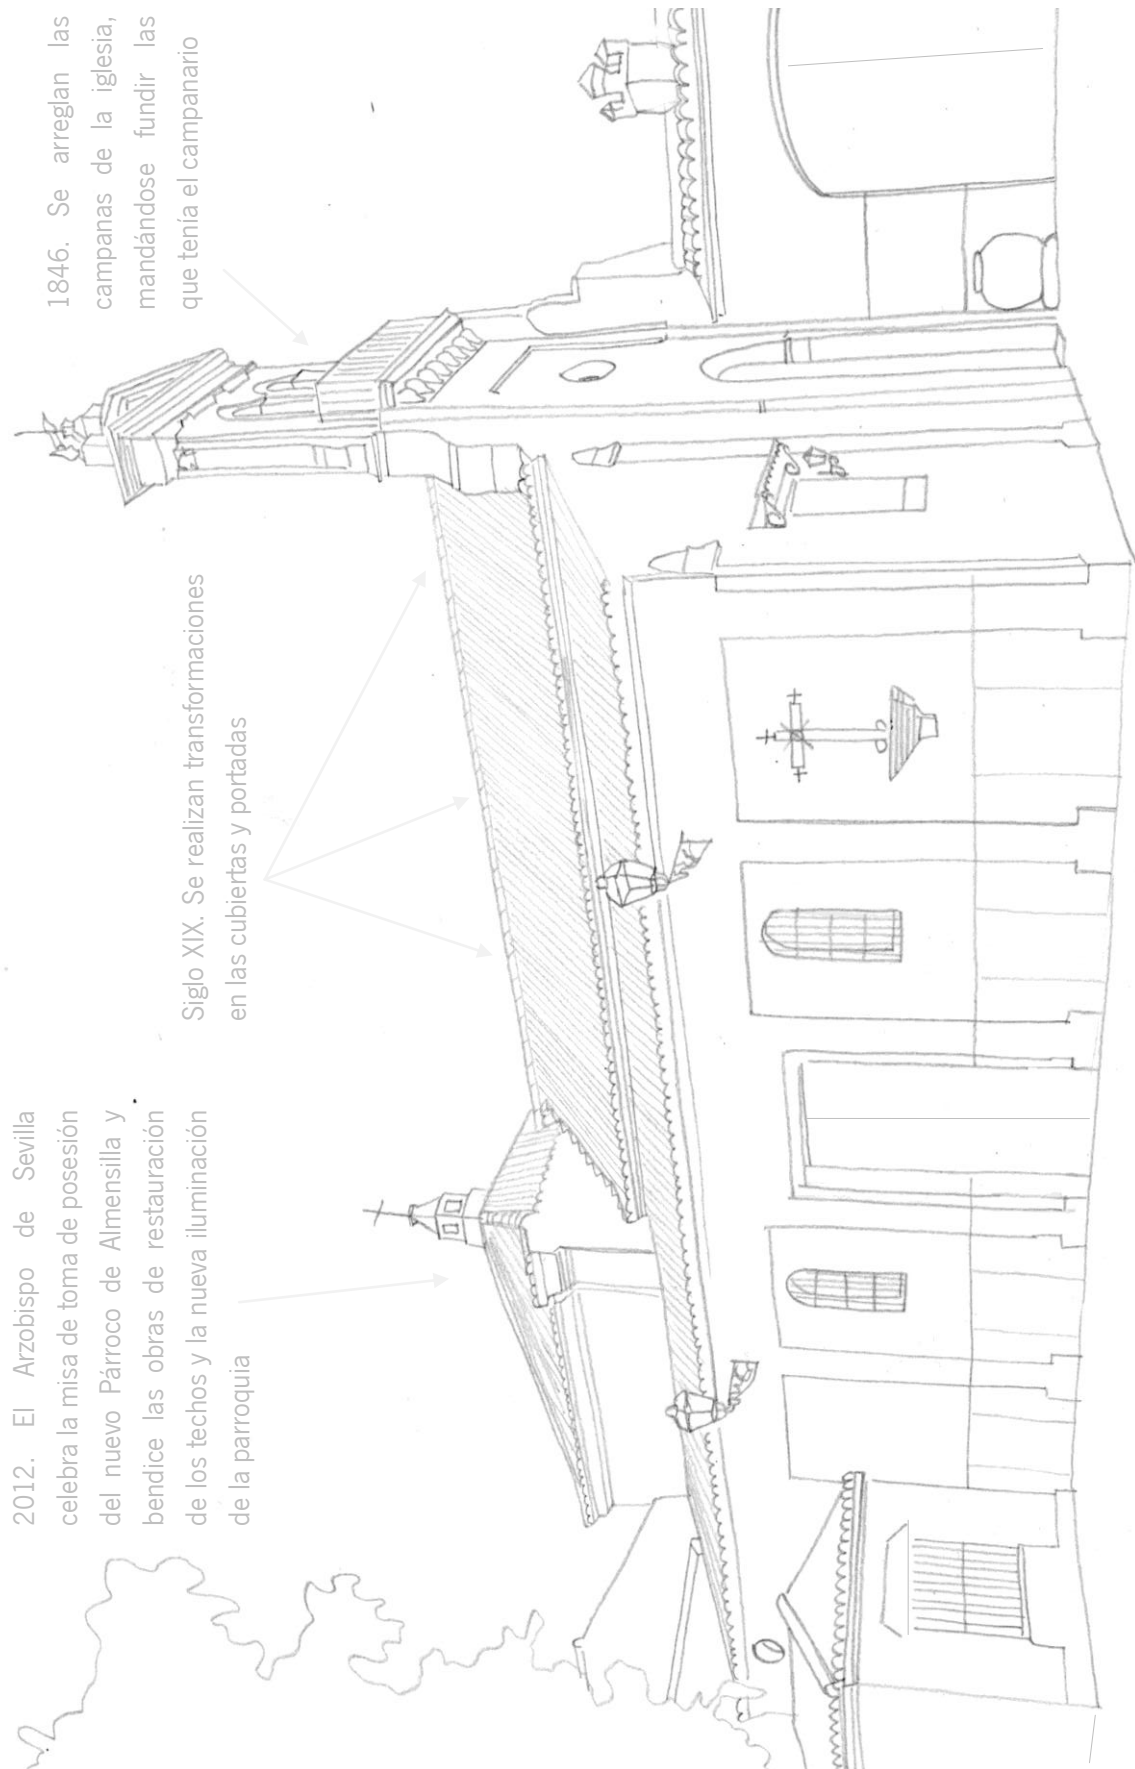 2012. El Arzobispo de Sevilla
celebra la misa de toma de posesión
del nuevo Párroco de Almensilla y
bendice las obras de restauración
de los techos y la nueva iluminación
de la parroquia
Siglo XIX. Se realizan transformaciones
en las cubiertas y portadas
1846. Se arreglan las
campanas de la iglesia,
mandándose fundir las
que tenía el campanario